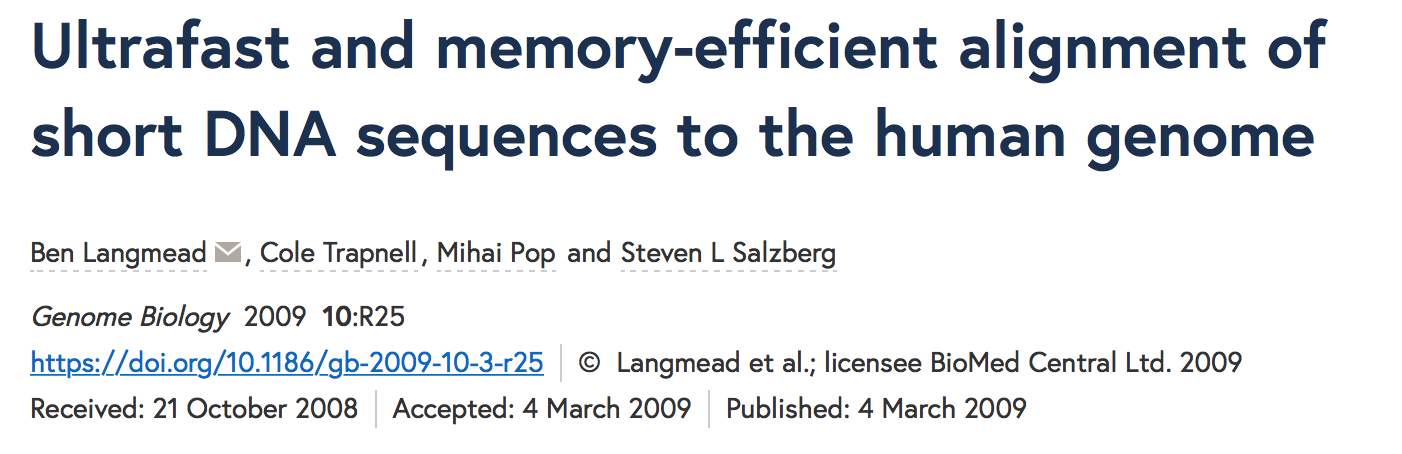 Ultrafast and memory-efficient alignment of
short DNA sequences to the human genome
Ben Langmead , Cole Trapnell, Mihai Pop and Steven L Salzberg
Genome Biology 2009 10:R25
https://doi.org/10.1186/gb-2009-10-3-r25 | © Langmead et al.; licensee BioMed Central Ltd. 2009
Received: 21 October 2008 | Accepted: 4 March 2009 | Published: 4 March 2009